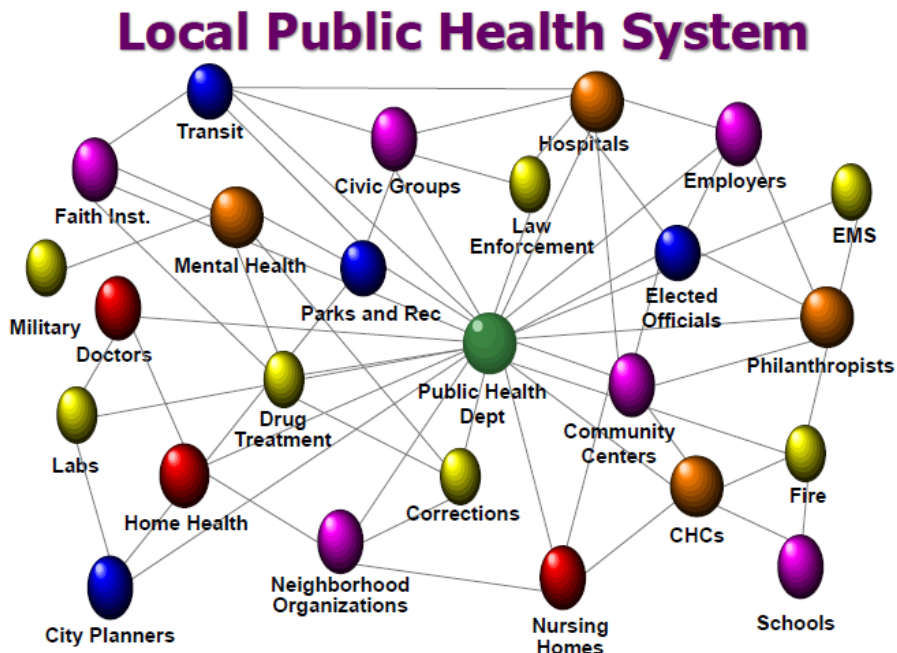 Local Public Health System
Transit
Hospitals
Civic Groups
Employers
Faith Inst.
Law
Enforcement
EMS
Mental Health
Parks and Rec
Elected
Officials
Military
Doctors
Philanthropists
Public Health
Dept
Drug
Treatment
Community
Centers
Labs
Fire
Home Health
Corrections
CHCs
Neighborhood
Organizations
Schools
City Planners
Nursing
Homes